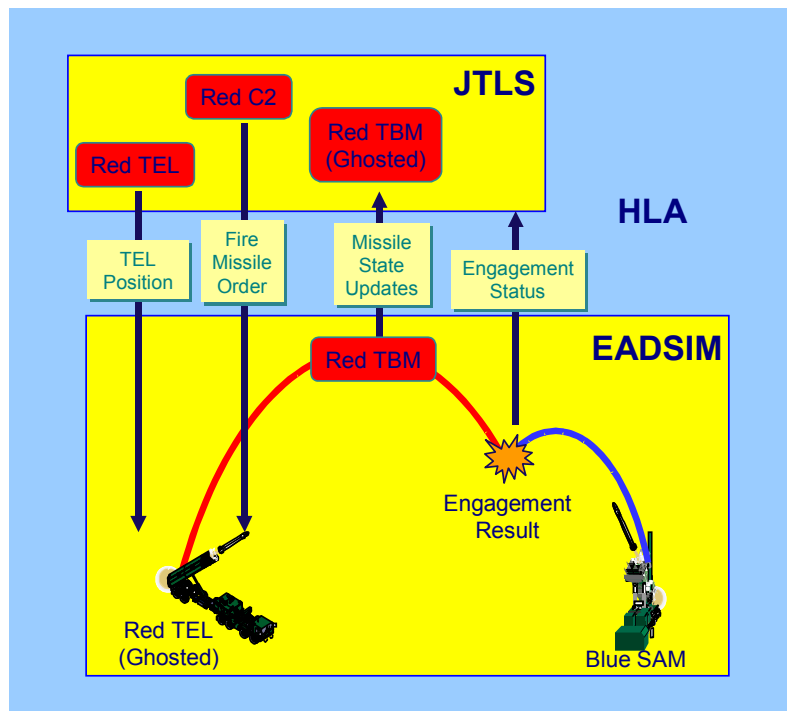 JTLS
Red C2
Red TBM
(Ghosted)
Red TEL
HLA
TEL
Position
Fire
Missile
Order
Missile
State
Updates
Engagement
Status
EADSIM
Red TBM
Engagement
Result
Red TEL
(Ghosted)
Blue SAM